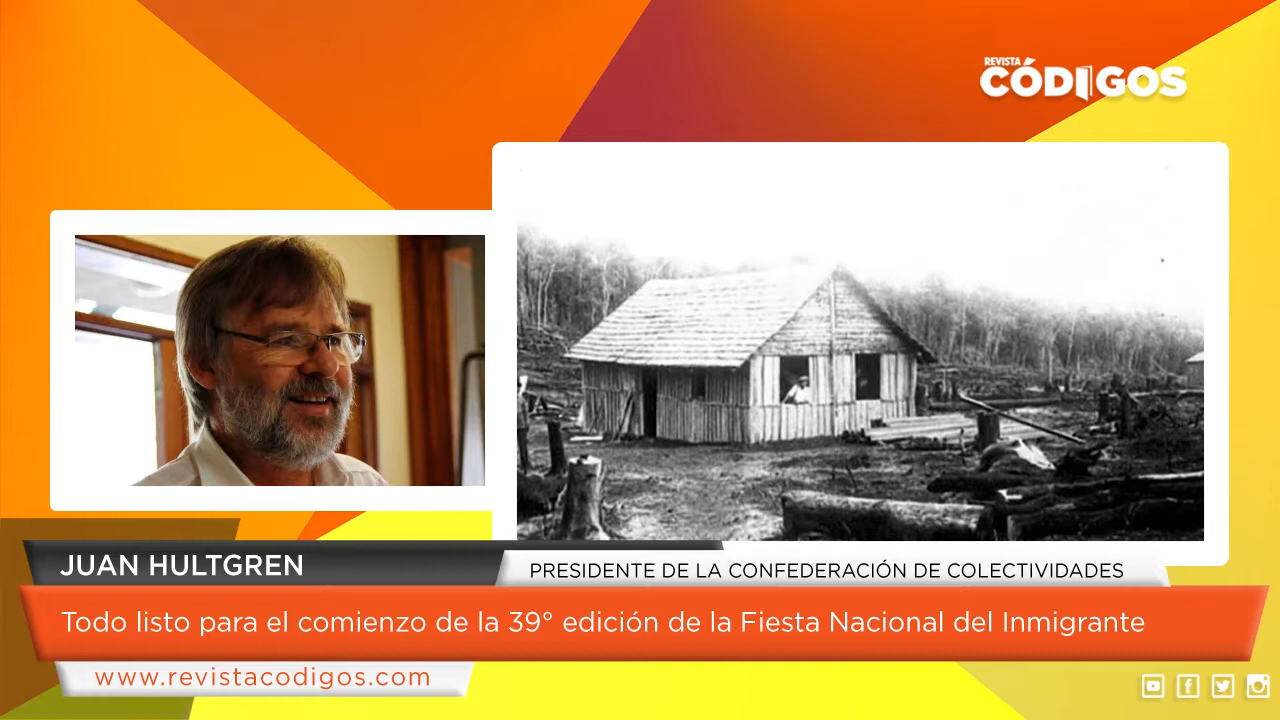 REVISTA
CÓDIGOS
JUAN HULTGREN
PRESIDENTE DE LA CONFEDERACIÓN DE COLECTIVIDADES
Todo listo para el comienzo de la 39° edición de la Fiesta Nacional del Inmigrante
www.revistacodigos.com